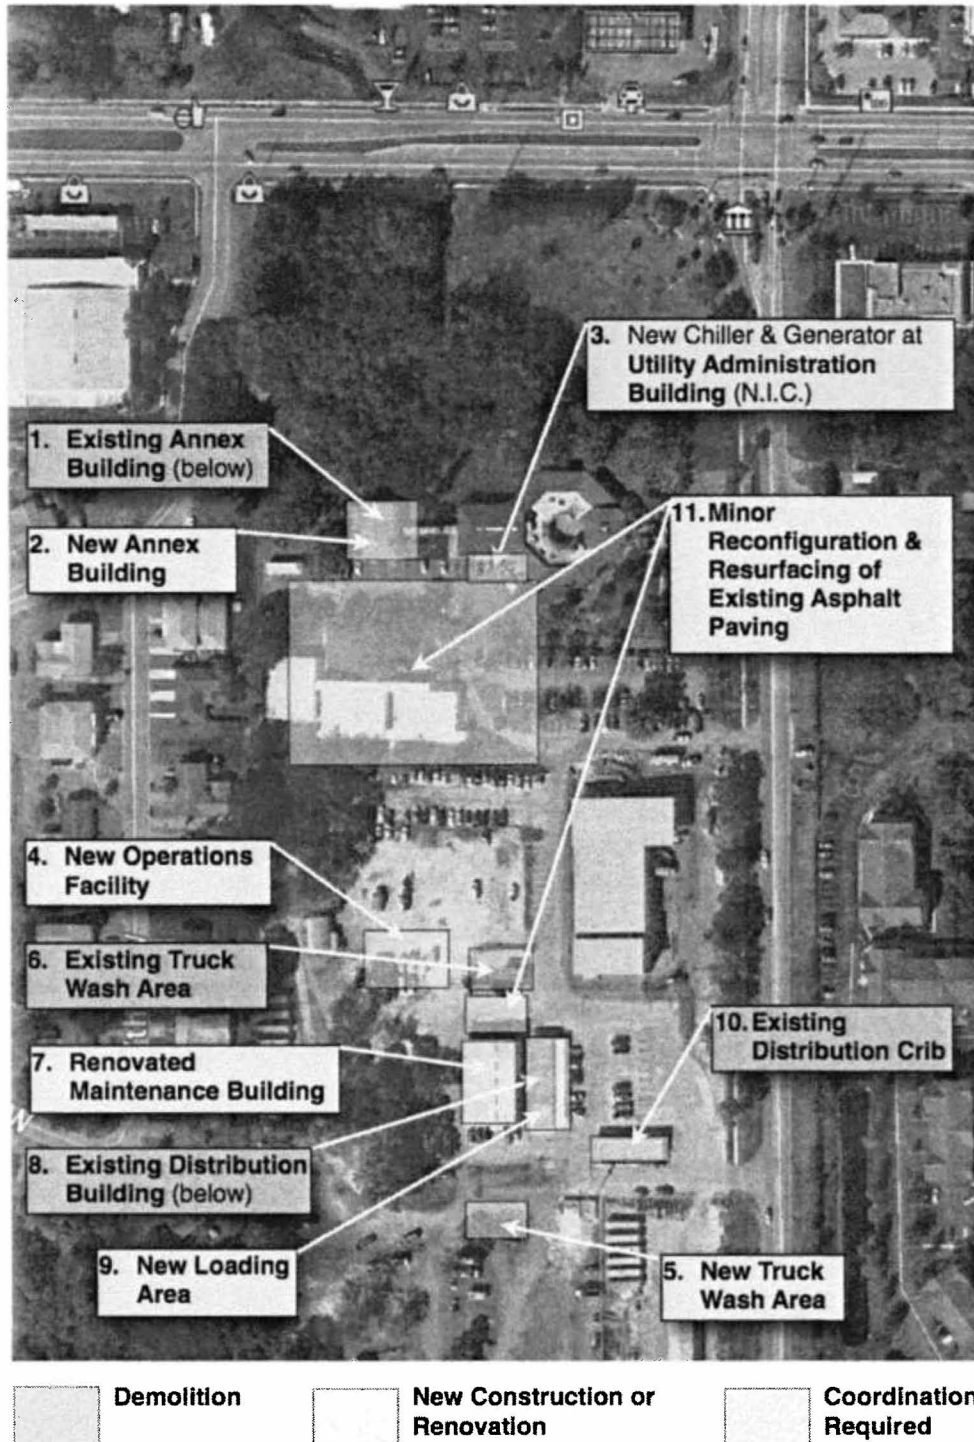 3. New Chiller & Generator at
Utility Administration
Building (N.I.C.)
1. Existing Annex
Building (below)
2. New Annex
Building
11. Minor
Reconfiguration &
Resurfacing of
Existing Asphalt
Paving
4. New Operations
Facility
6. Existing Truck
Wash Area
10. Existing
Distribution Crib
7. Renovated
Maintenance Building
8. Existing Distribution
Building (below)
9. New Loading
Area
5. New Truck
Wash Area
Demolition
New Construction or
Renovation
Coordination
Required